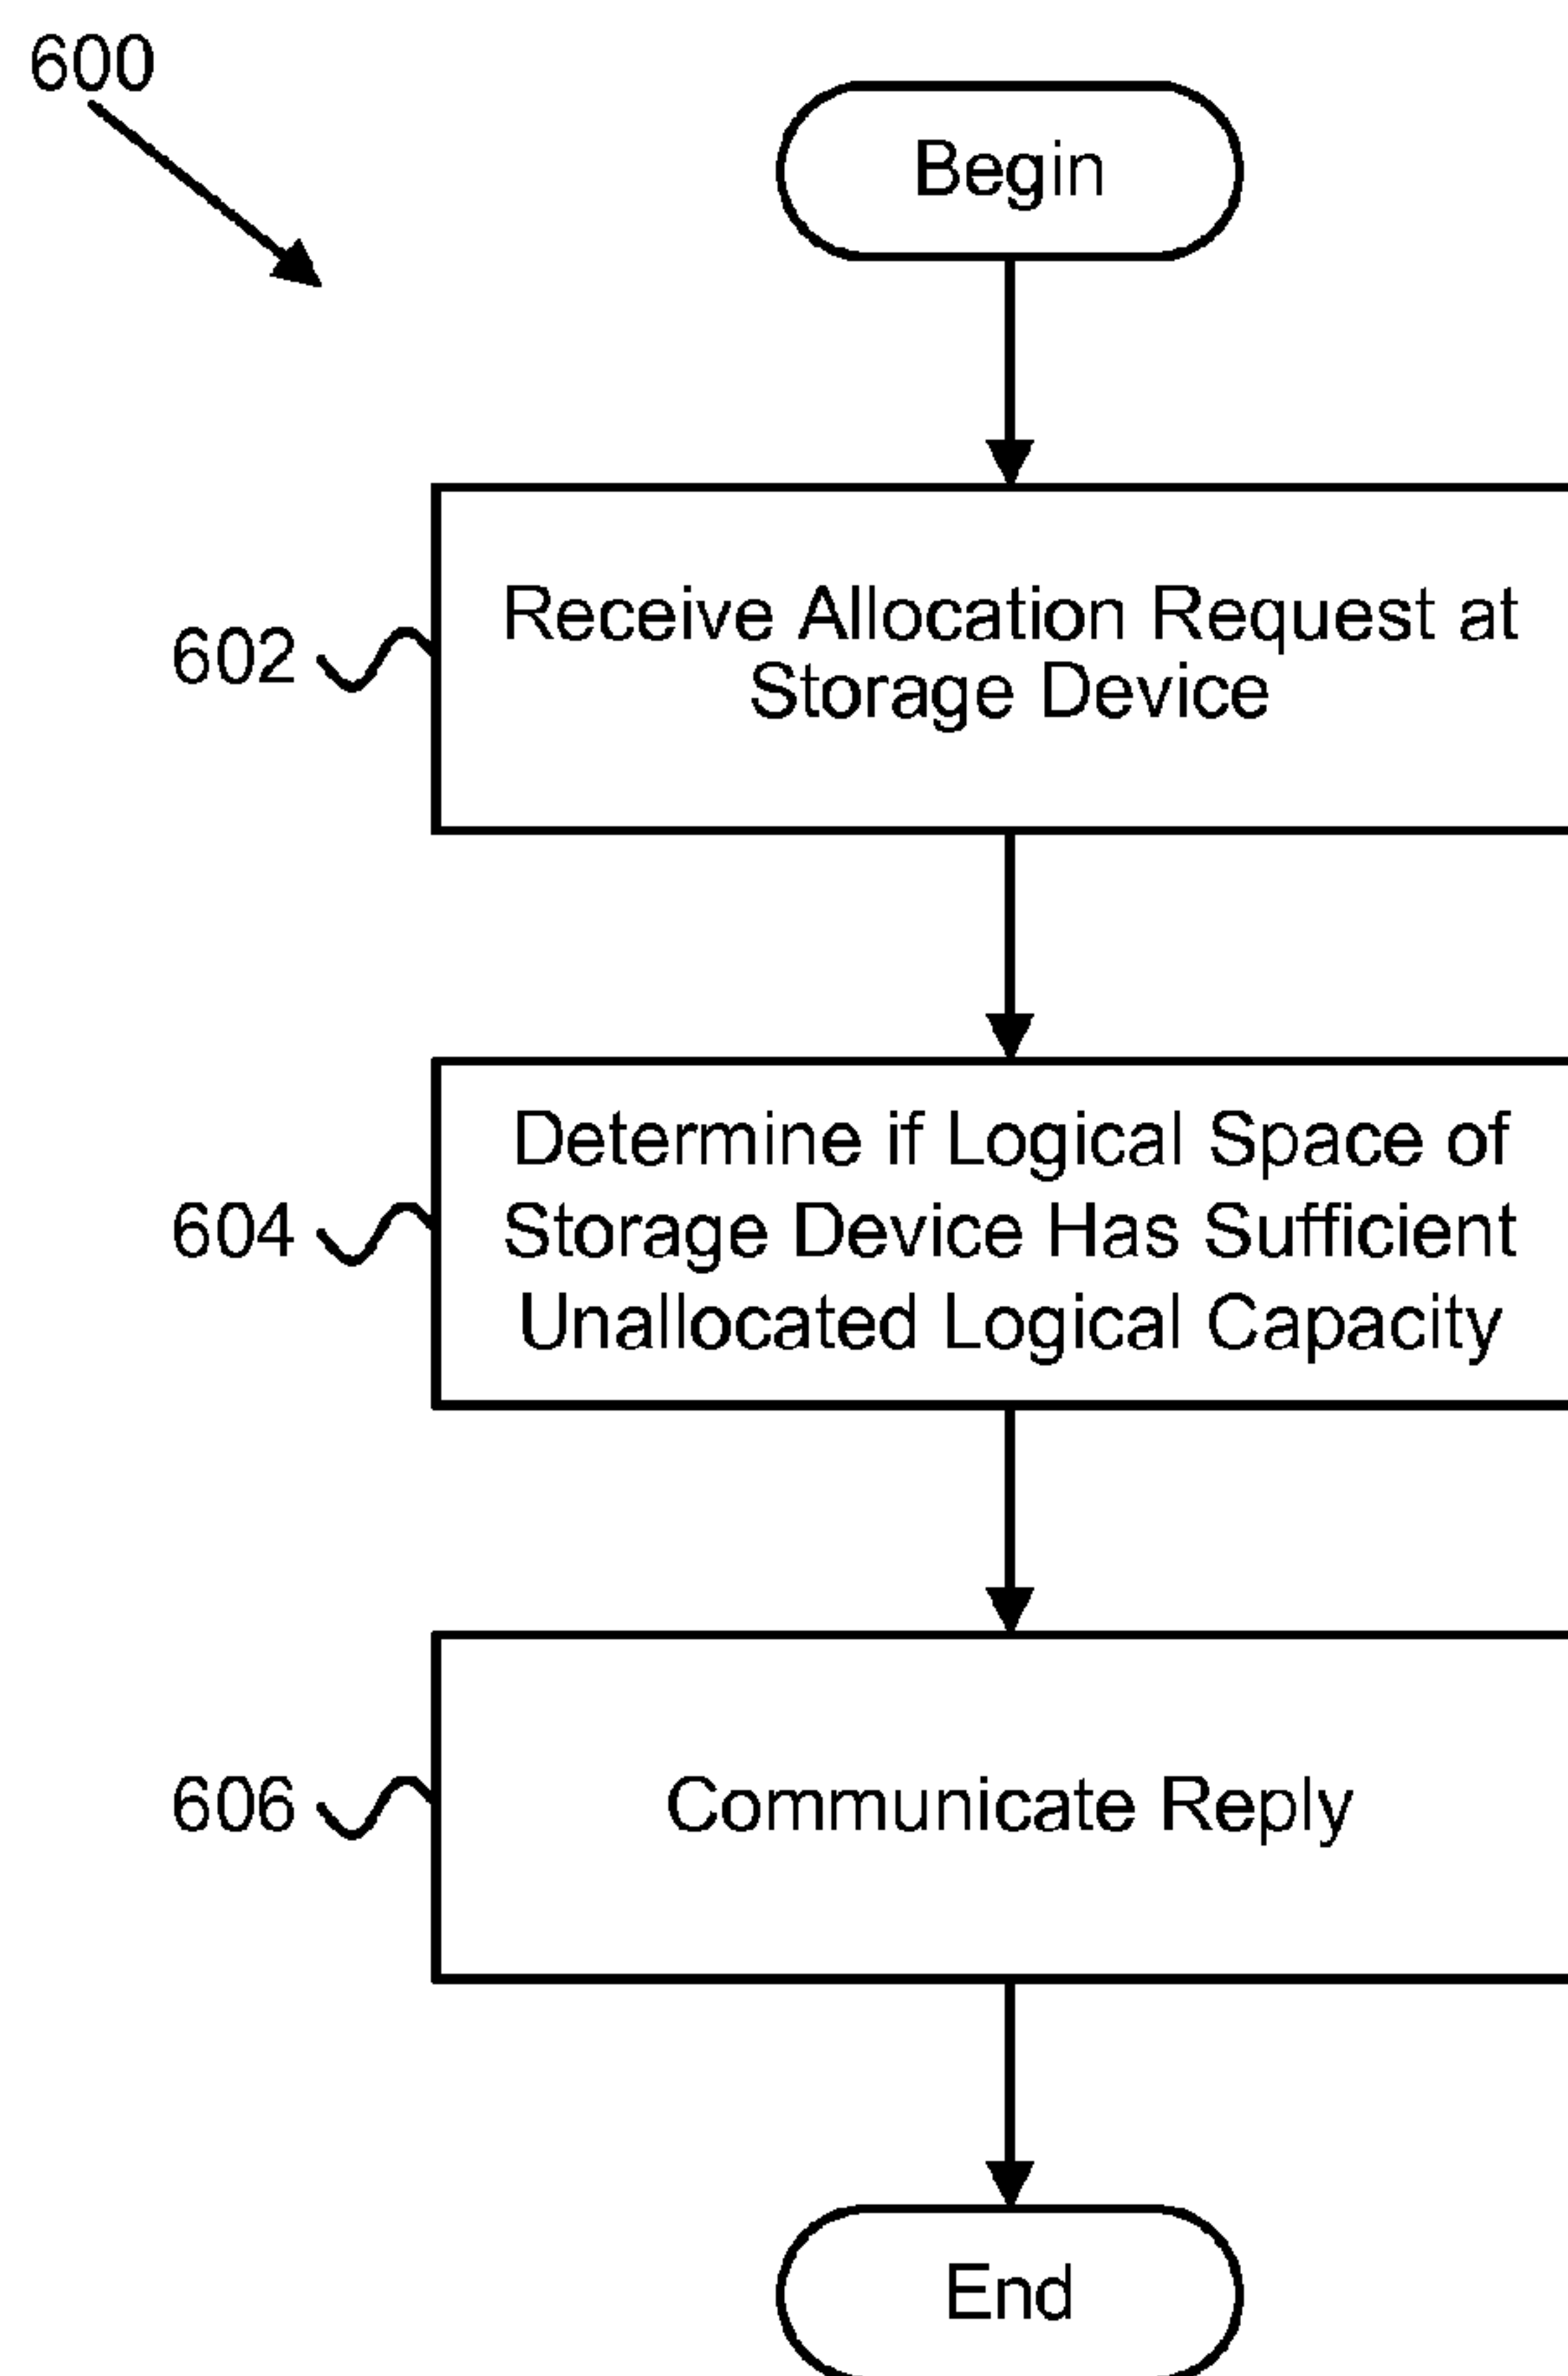 600
Begin
602
Receive Allocation Request at
Storage Device
604
Determine if Logical Space of
Storage Device Has Sufficient
Unallocated Logical Capacity
606
Communicate Reply
End